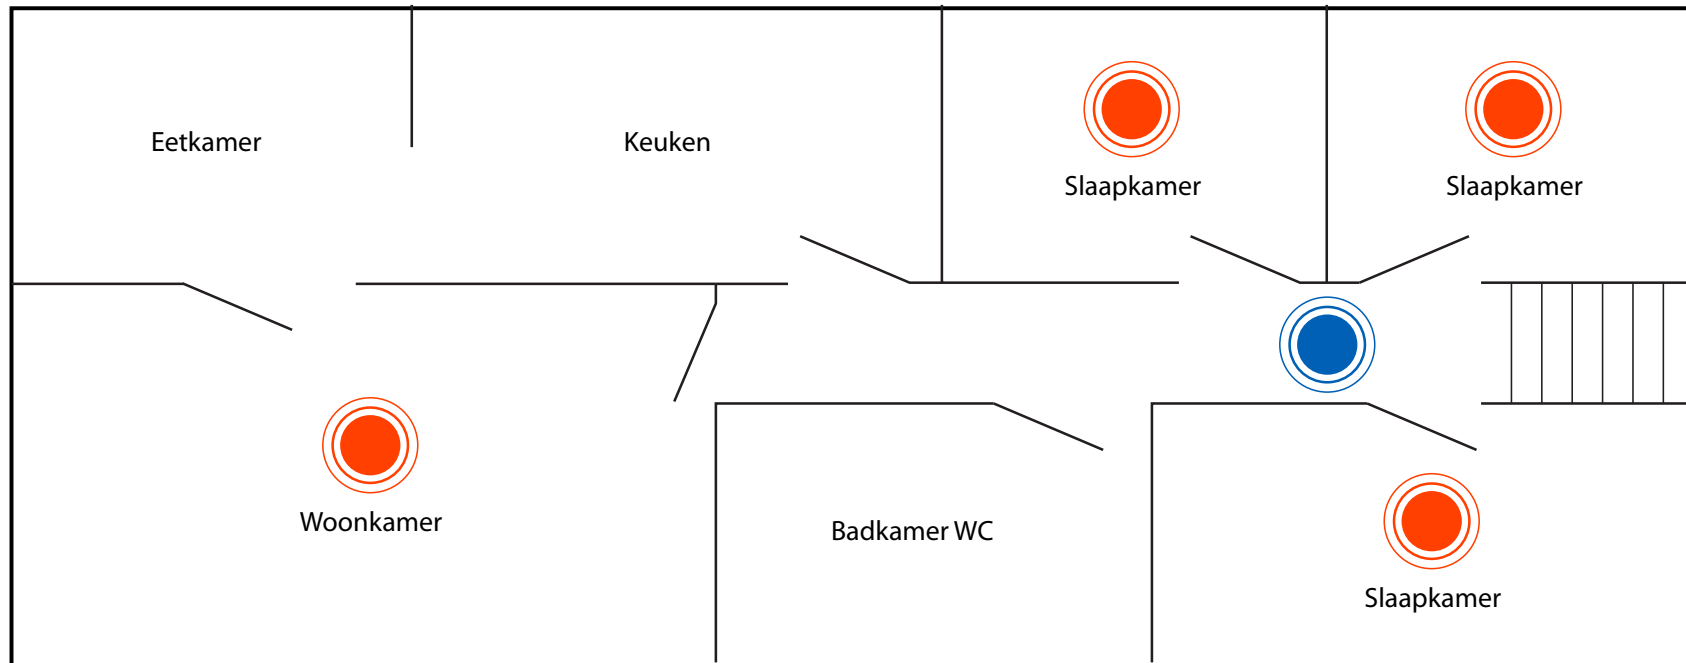 Eetkamer
Keuken
Slaapkamer
Slaapkamer
Woonkamer
Badkamer WC
Slaapkamer